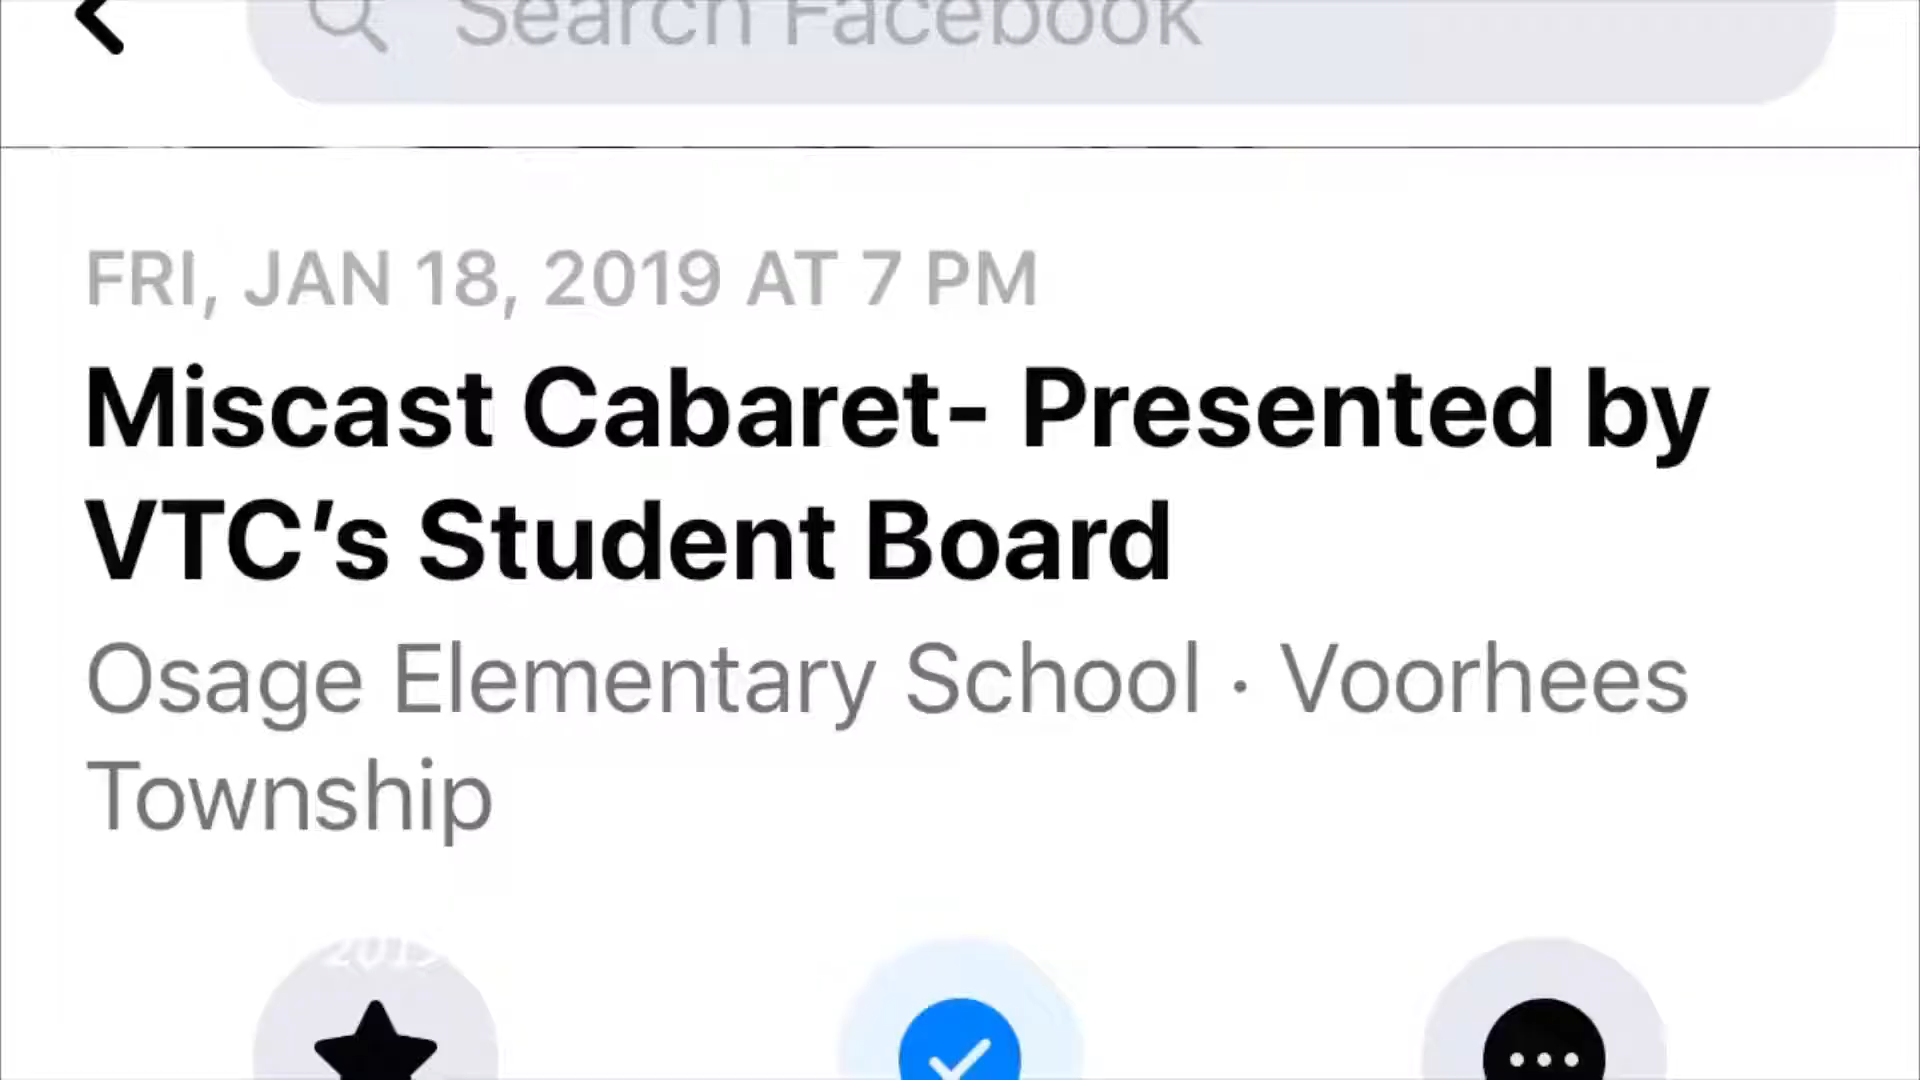 Search Facebook
FRI, JAN 18, 2019 AT 7 PM
Miscast Cabaret- Presented by
VTC’s Student Board
Osage Elementary School · Voorhees
Township
2019